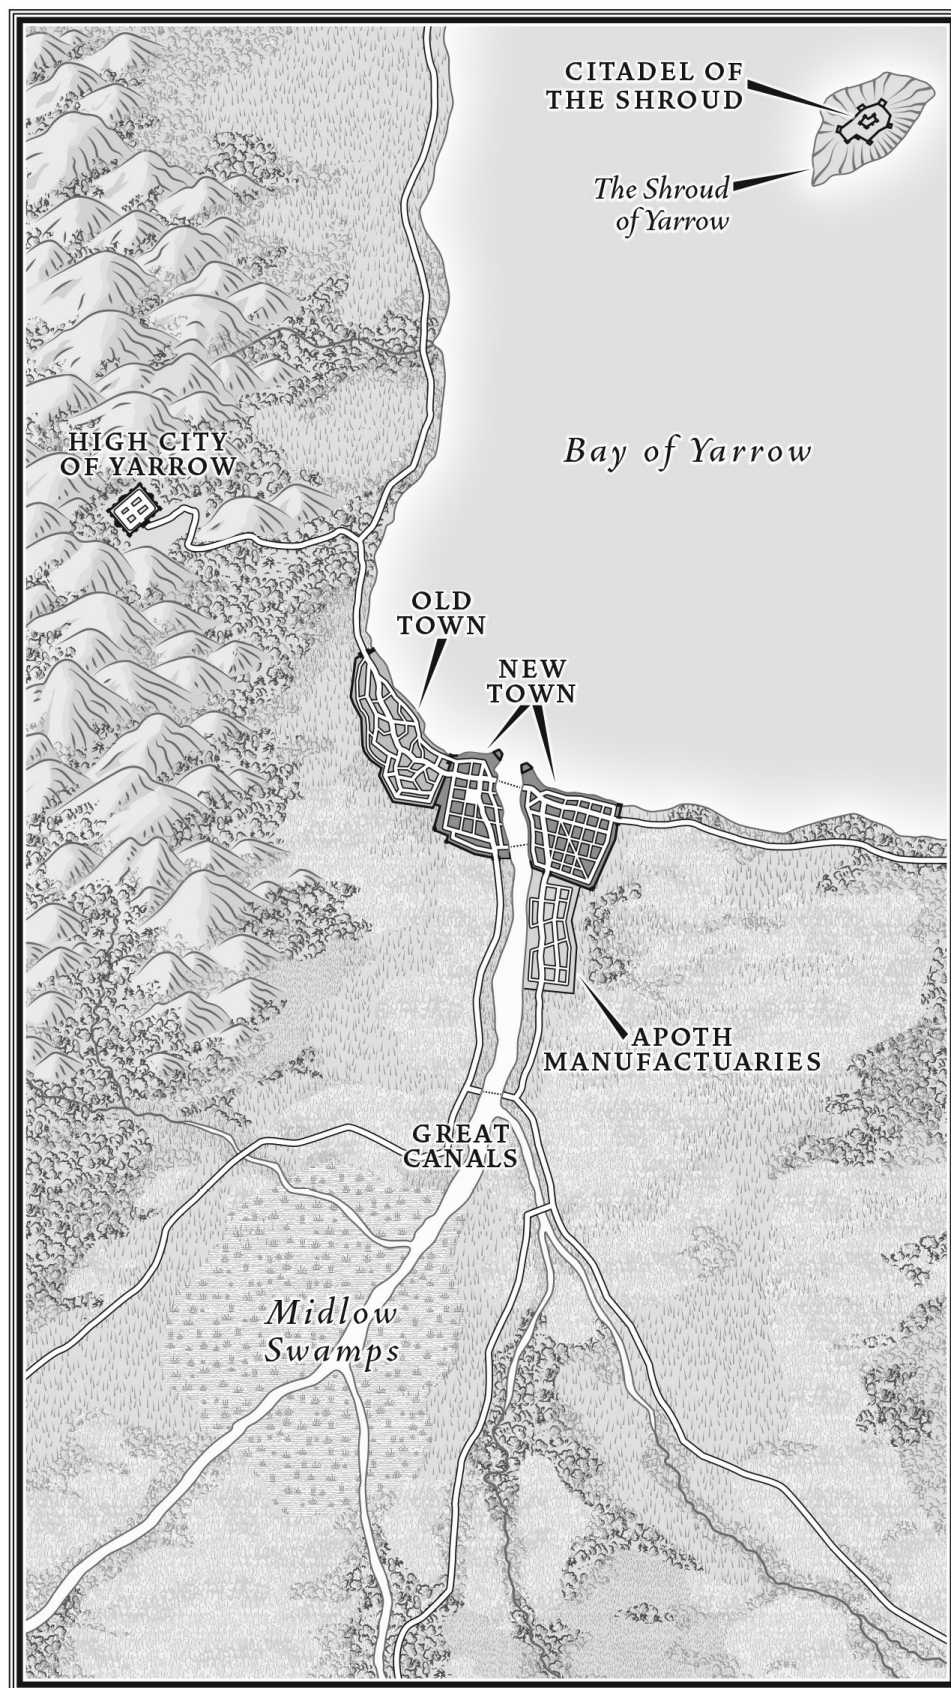 CITADEL OF
THE SHROUD
The Shroud
of Yarrow
HIGH CITY
OF YARROW
Bay of Yarrow
OLD
TOWN
NEW
TOWN
APOTH
MANUFACTUARIES
GREAT
CANALS
Midlow
Swamps